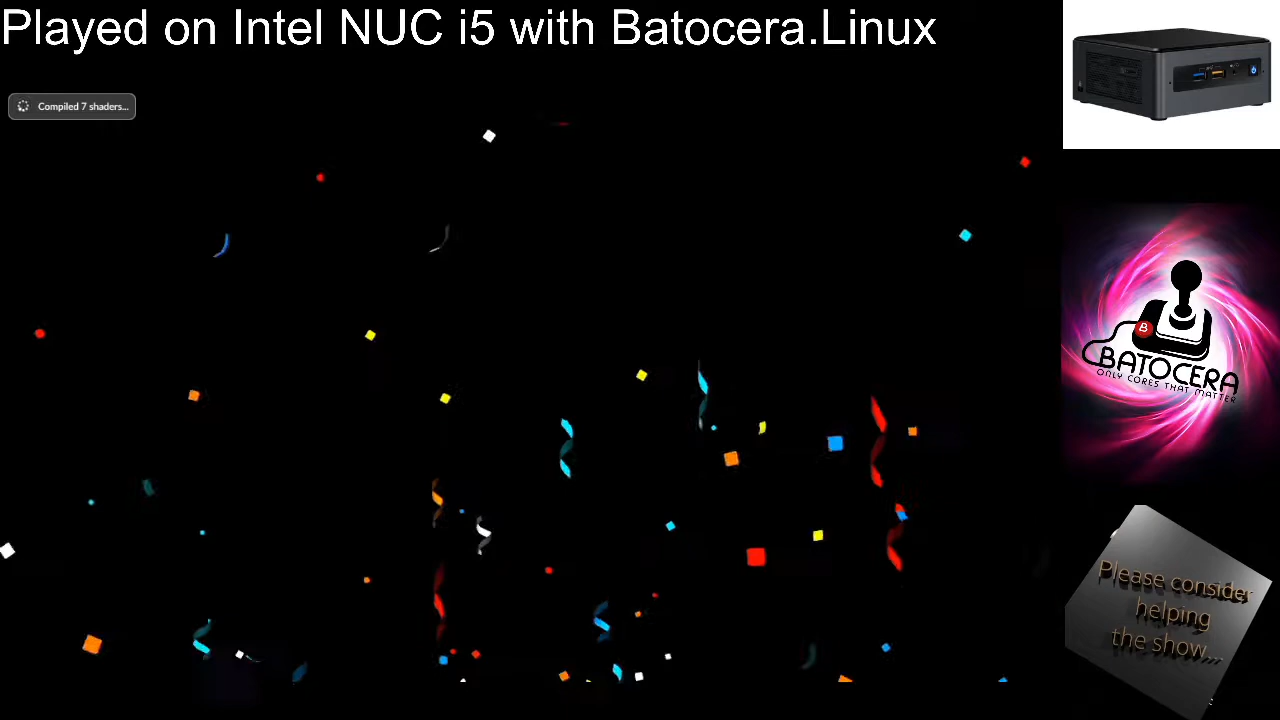 Played on Intel NUC i5 with Batocera.Linux
Compiled 7 shaders...
B
BATOCERA
ONLY CORES THAT MATTER
Please consider
helping
the show...